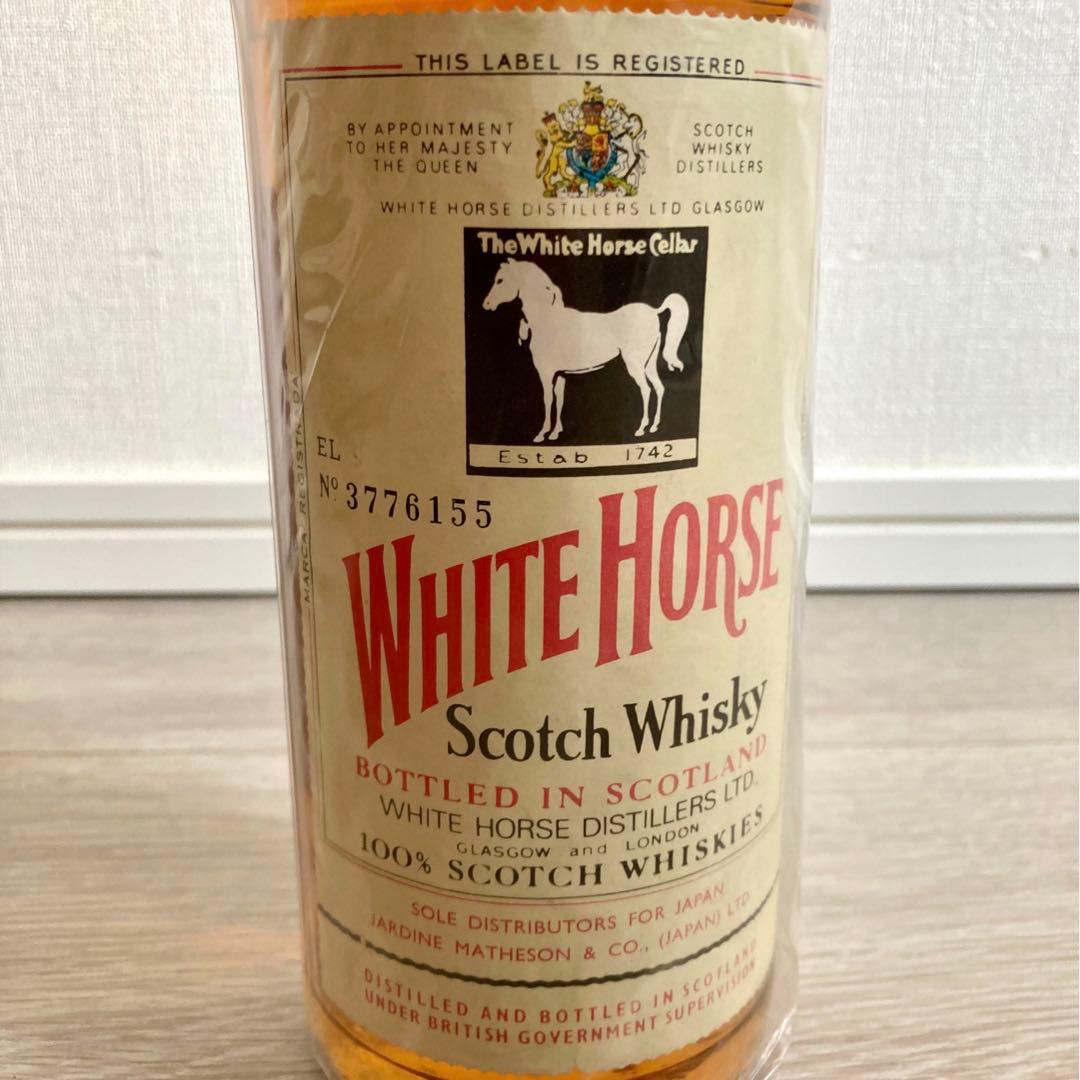 THIS LABEL IS REGISTERED
BY APPOINTMENT
TO HER MAJESTY
THE QUEEN
SCOTCH
WHISKY
DISTILLERS
WHITE HORSE DISTILLERS LTD GLASGOW
The White Horse Cellar
Estab 1742
MARCA REGISTRADA
EL
Nº 3776155
WHITE HORSE
Scotch Whisky
BOTTLED IN SCOTLAND
WHITE HORSE DISTILLERS LTD.
GLASGOW and LONDON
100% SCOTCH WHISKIES
SOLE DISTRIBUTORS FOR JAPAN
JARDINE MATHESON & CO., (JAPAN) LTD.
DISTILLED AND BOTTLED IN SCOTLAND
UNDER BRITISH GOVERNMENT SUPERVISION